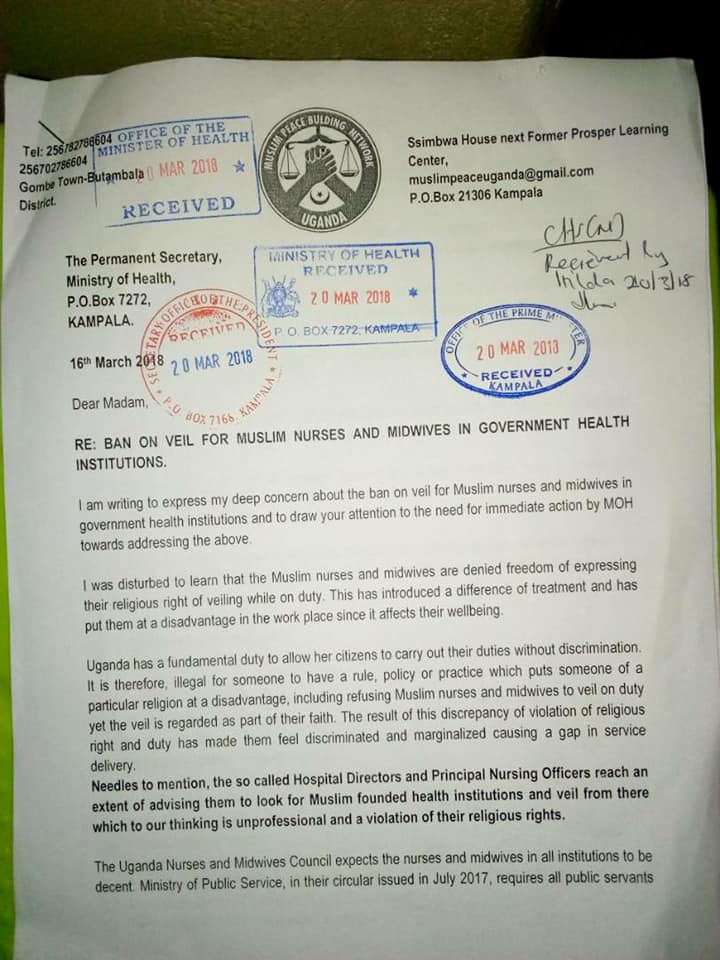 Tel: 256782786604
256702786604
Gombe Town-Butambala
District.
OFFICE OF THE
MINISTER OF HEALTH
20 MAR 2018
RECEIVED
MUSLIM PEACE BULDING NETWORK
UGANDA
Ssimbwa House next Former Prosper Learning
Center,
muslimpeaceuganda@gmail.com
P.O.Box 21306 Kampala
Received by
20/3/18
The Permanent Secretary,
Ministry of Health,
P.O.Box 7272,
KAMPALA.
MINISTRY OF HEALTH
RECEIVED
20 MAR 2018
P. O. BOX 7272, KAMPALA
SECRETARY OFFICE OF THE PRESIDENT
RECEIVED
20 MAR 2018
P.O. BOX 7168, KAMPALA
OFFICE OF THE PRIME MINISTER
20 MAR 2018
RECEIVED
KAMPALA
16th March 2018
Dear Madam,
RE: BAN ON VEIL FOR MUSLIM NURSES AND MIDWIVES IN GOVERNMENT HEALTH
INSTITUTIONS.
I am writing to express my deep concern about the ban on veil for Muslim nurses and midwives in
government health institutions and to draw your attention to the need for immediate action by MOH
towards addressing the above.
I was disturbed to learn that the Muslim nurses and midwives are denied freedom of expressing
their religious right of veiling while on duty. This has introduced a difference of treatment and has
put them at a disadvantage in the work place since it affects their wellbeing.
Uganda has a fundamental duty to allow her citizens to carry out their duties without discrimination.
It is therefore, illegal for someone to have a rule, policy or practice which puts someone of a
particular religion at a disadvantage, including refusing Muslim nurses and midwives to veil on duty
yet the veil is regarded as part of their faith. The result of this discrepancy of violation of religious
right and duty has made them feel discriminated and marginalized causing a gap in service
delivery.
Needles to mention, the so called Hospital Directors and Principal Nursing Officers reach an
extent of advising them to look for Muslim founded health institutions and veil from there
which to our thinking is unprofessional and a violation of their religious rights.
The Uganda Nurses and Midwives Council expects the nurses and midwives in all institutions to be
decent. Ministry of Public Service, in their circular issued in July 2017, requires all public servants